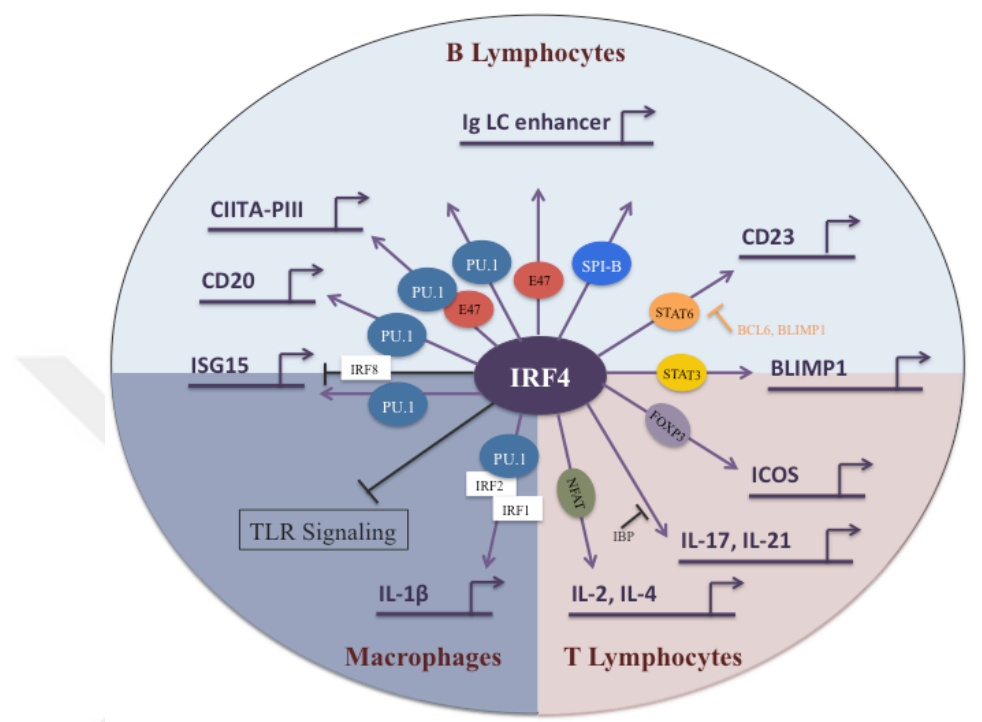 B Lymphocytes
Ig LC enhancer
CIITA-PIII
CD23
PU.1
E47
SPI-B
CD20
PU.1
E47
STAT6
BCL6, BLIMP1
PU.1
ISG15
IRF8
IRF4
STAT3
BLIMP1
PU.1
FOXP3
PU.1
ICOS
IRF2
NFAT
IRF1
TLR Signaling
IBP
IL-17, IL-21
IL-1β
IL-2, IL-4
Macrophages
T Lymphocytes